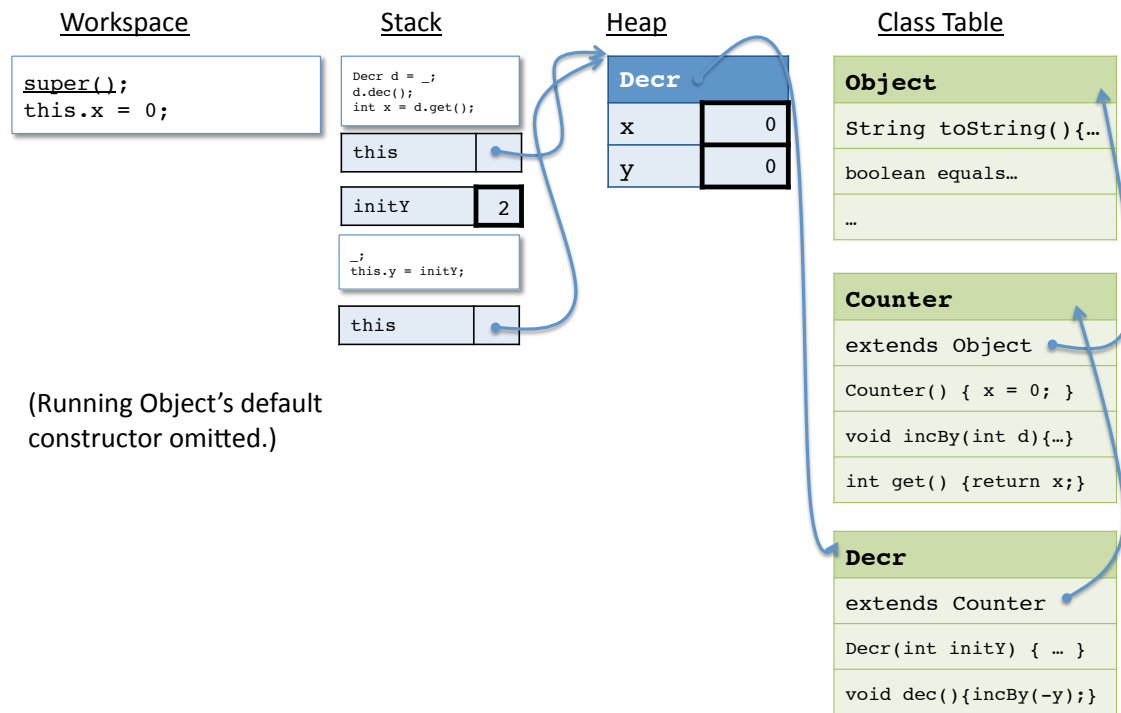 Workspace
super();
this.x = 0;
(Running Object’s default
constructor omitted.)
Stack
Decr d = _;
d.dec();
int x = d.get();
this
initY 2
_;
this.y = initY;
this
Heap
Decr
x 0
y 0
Class Table
Object
String toString(){…
boolean equals…
…
Counter
extends Object
Counter() { x = 0; }
void incBy(int d){…}
int get() {return x;}
Decr
extends Counter
Decr(int initY) { … }
void dec(){incBy(-y);}